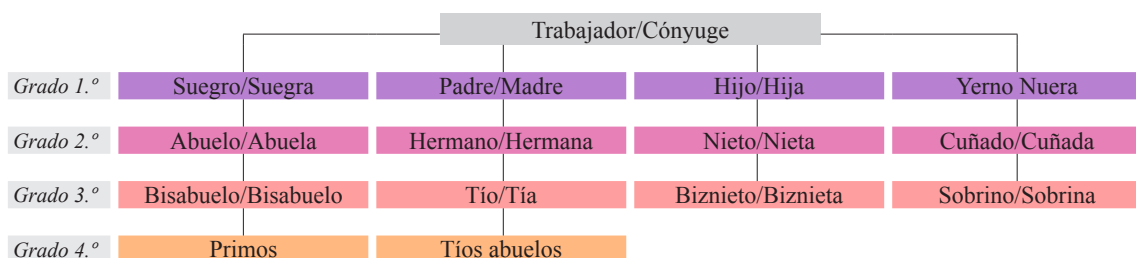 Trabajador/Cónyuge
Grado 1.º Suegro/Suegra Padre/Madre Hijo/Hija Yerno Nuera
Grado 2.º Abuelo/Abuela Hermano/Hermana Nieto/Nieta Cuñado/Cuñada
Grado 3.º Bisabuelo/Bisabuelo Tío/Tía Biznieto/Biznieta Sobrino/Sobrina
Grado 4.º Primos Tíos abuelos